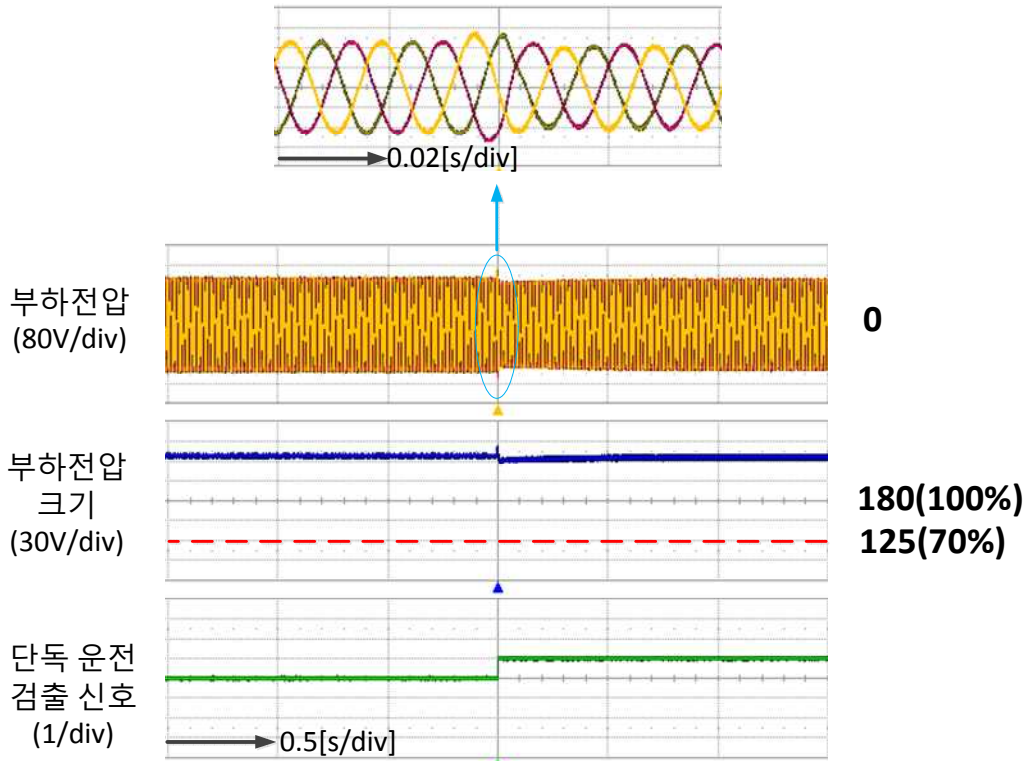 0.02[s/div]
부하전압
(80V/div)
0
부하전압
크기
(30V/div)
180(100%)
125(70%)
단독 운전
검출 신호
(1/div)
0.5[s/div]